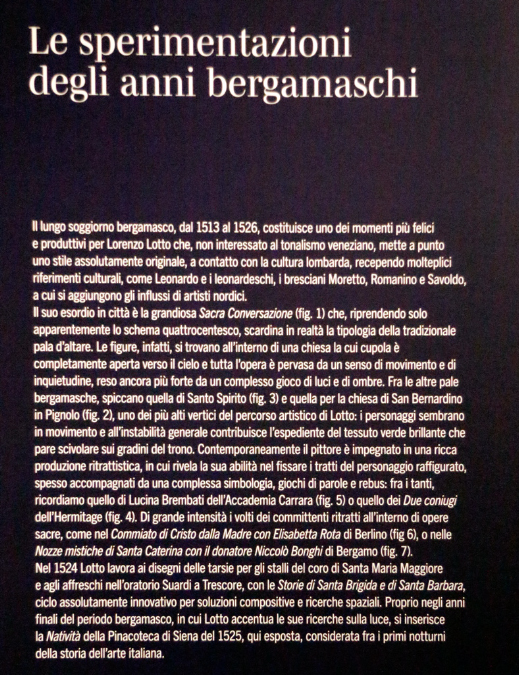 Le sperimentazioni
degli anni bergamaschi
Il lungo soggiorno bergamasco, dal 1513 al 1526, costituisce uno dei momenti più felici
e produttivi per Lorenzo Lotto che, non interessato al tonalismo veneziano, mette a punto
uno stile assolutamente originale, a contatto con la cultura lombarda, recependo molteplici
riferimenti culturali, come Leonardo e i leonardeschi, i bresciani Moretto, Romanino e Savoldo,
a cui si aggiungono gli influssi di artisti nordici.
Il suo esordio in città è la grandiosa Sacra Conversazione (fig. 1) che, riprendendo solo
apparentemente lo schema quattrocentesco, scardina in realtà la tipologia della tradizionale
pala d'altare. Le figure, infatti, si trovano all'interno di una chiesa la cui cupola è
completamente aperta verso il cielo e tutta l'opera è pervasa da un senso di movimento e di
inquietudine, reso ancora più forte da un complesso gioco di luci e di ombre. Fra le altre pale
bergamasche, spiccano quella di Santo Spirito (fig. 3) e quella per la chiesa di San Bernardino
in Pignolo (fig. 2), uno dei più alti vertici del percorso artistico di Lotto: i personaggi sembrano
in movimento e all'instabilità generale contribuisce l'espediente del tessuto verde brillante che
pare scivolare sui gradini del trono. Contemporaneamente il pittore è impegnato in una ricca
produzione ritrattistica, in cui rivela la sua abilità nel fissare i tratti del personaggio raffigurato,
spesso accompagnati da una complessa simbologia, giochi di parole e rebus: fra i tanti,
ricordiamo quello di Lucina Brembati dell'Accademia Carrara (fig. 5) o quello dei Due coniugi
dell'Hermitage (fig. 4). Di grande intensità i volti dei committenti ritratti all'interno di opere
sacre, come nel Commiato di Cristo dalla Madre con Elisabetta Rota di Berlino (fig 6), o nelle
Nozze mistiche di Santa Caterina con il donatore Niccolò Bonghi di Bergamo (fig. 7).
Nel 1524 Lotto lavora ai disegni delle tarsie per gli stalli del coro di Santa Maria Maggiore
e agli affreschi nell'oratorio Suardi a Trescore, con le Storie di Santa Brigida e di Santa Barbara,
ciclo assolutamente innovativo per soluzioni compositive e ricerche spaziali. Proprio negli anni
finali del periodo bergamasco, in cui Lotto accentua le sue ricerche sulla luce, si inserisce
la Natività della Pinacoteca di Siena del 1525, qui esposta, considerata fra i primi notturni
della storia dell'arte italiana.